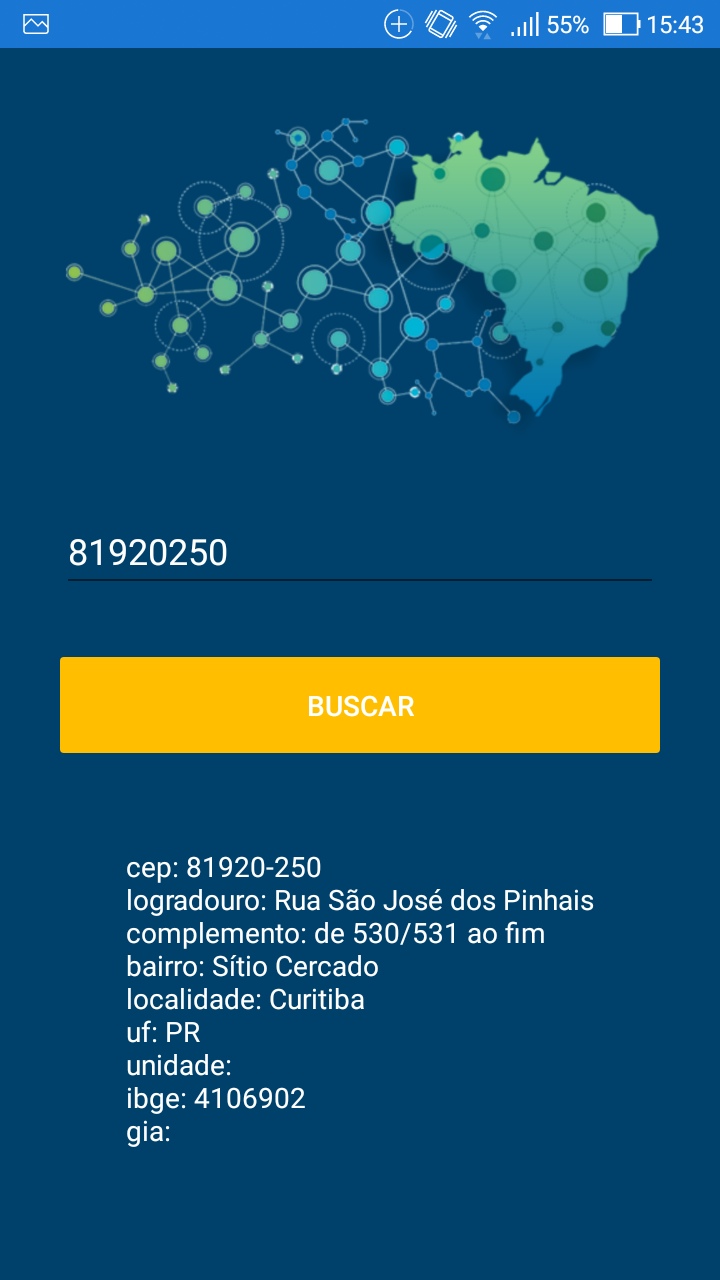 55% 15:43
81920250
BUSCAR
cep: 81920-250
logradouro: Rua São José dos Pinhais
complemento: de 530/531 ao fim
bairro: Sítio Cercado
localidade: Curitiba
uf: PR
unidade:
ibge: 4106902
gia: